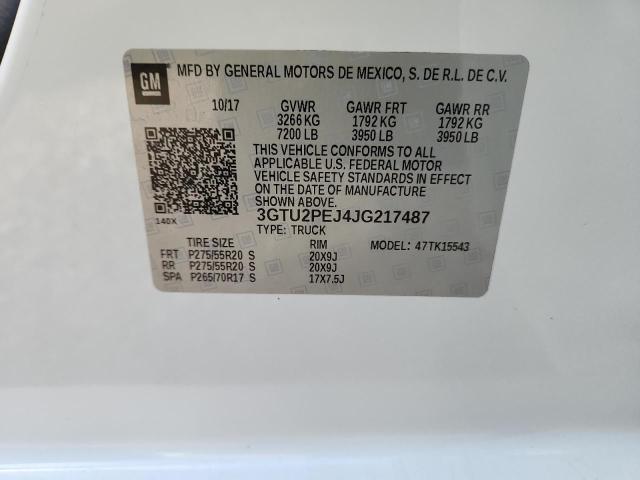 GM
MFD BY GENERAL MOTORS DE MEXICO, S. DE R.L. DE C.V.
10/17 GVWR GAWR FRT GAWR RR
3266 KG 1792 KG 1792 KG
7200 LB 3950 LB 3950 LB
THIS VEHICLE CONFORMS TO ALL
APPLICABLE U.S. FEDERAL MOTOR
VEHICLE SAFETY STANDARDS IN EFFECT
ON THE DATE OF MANUFACTURE
SHOWN ABOVE.
140X 3GTU2PEJ4JG217487
TYPE: TRUCK
TIRE SIZE RIM MODEL: 47TK15543
FRT P275/55R20 S 20X9J
RR P275/55R20 S 20X9J
SPA P265/70R17 S 17X7.5J